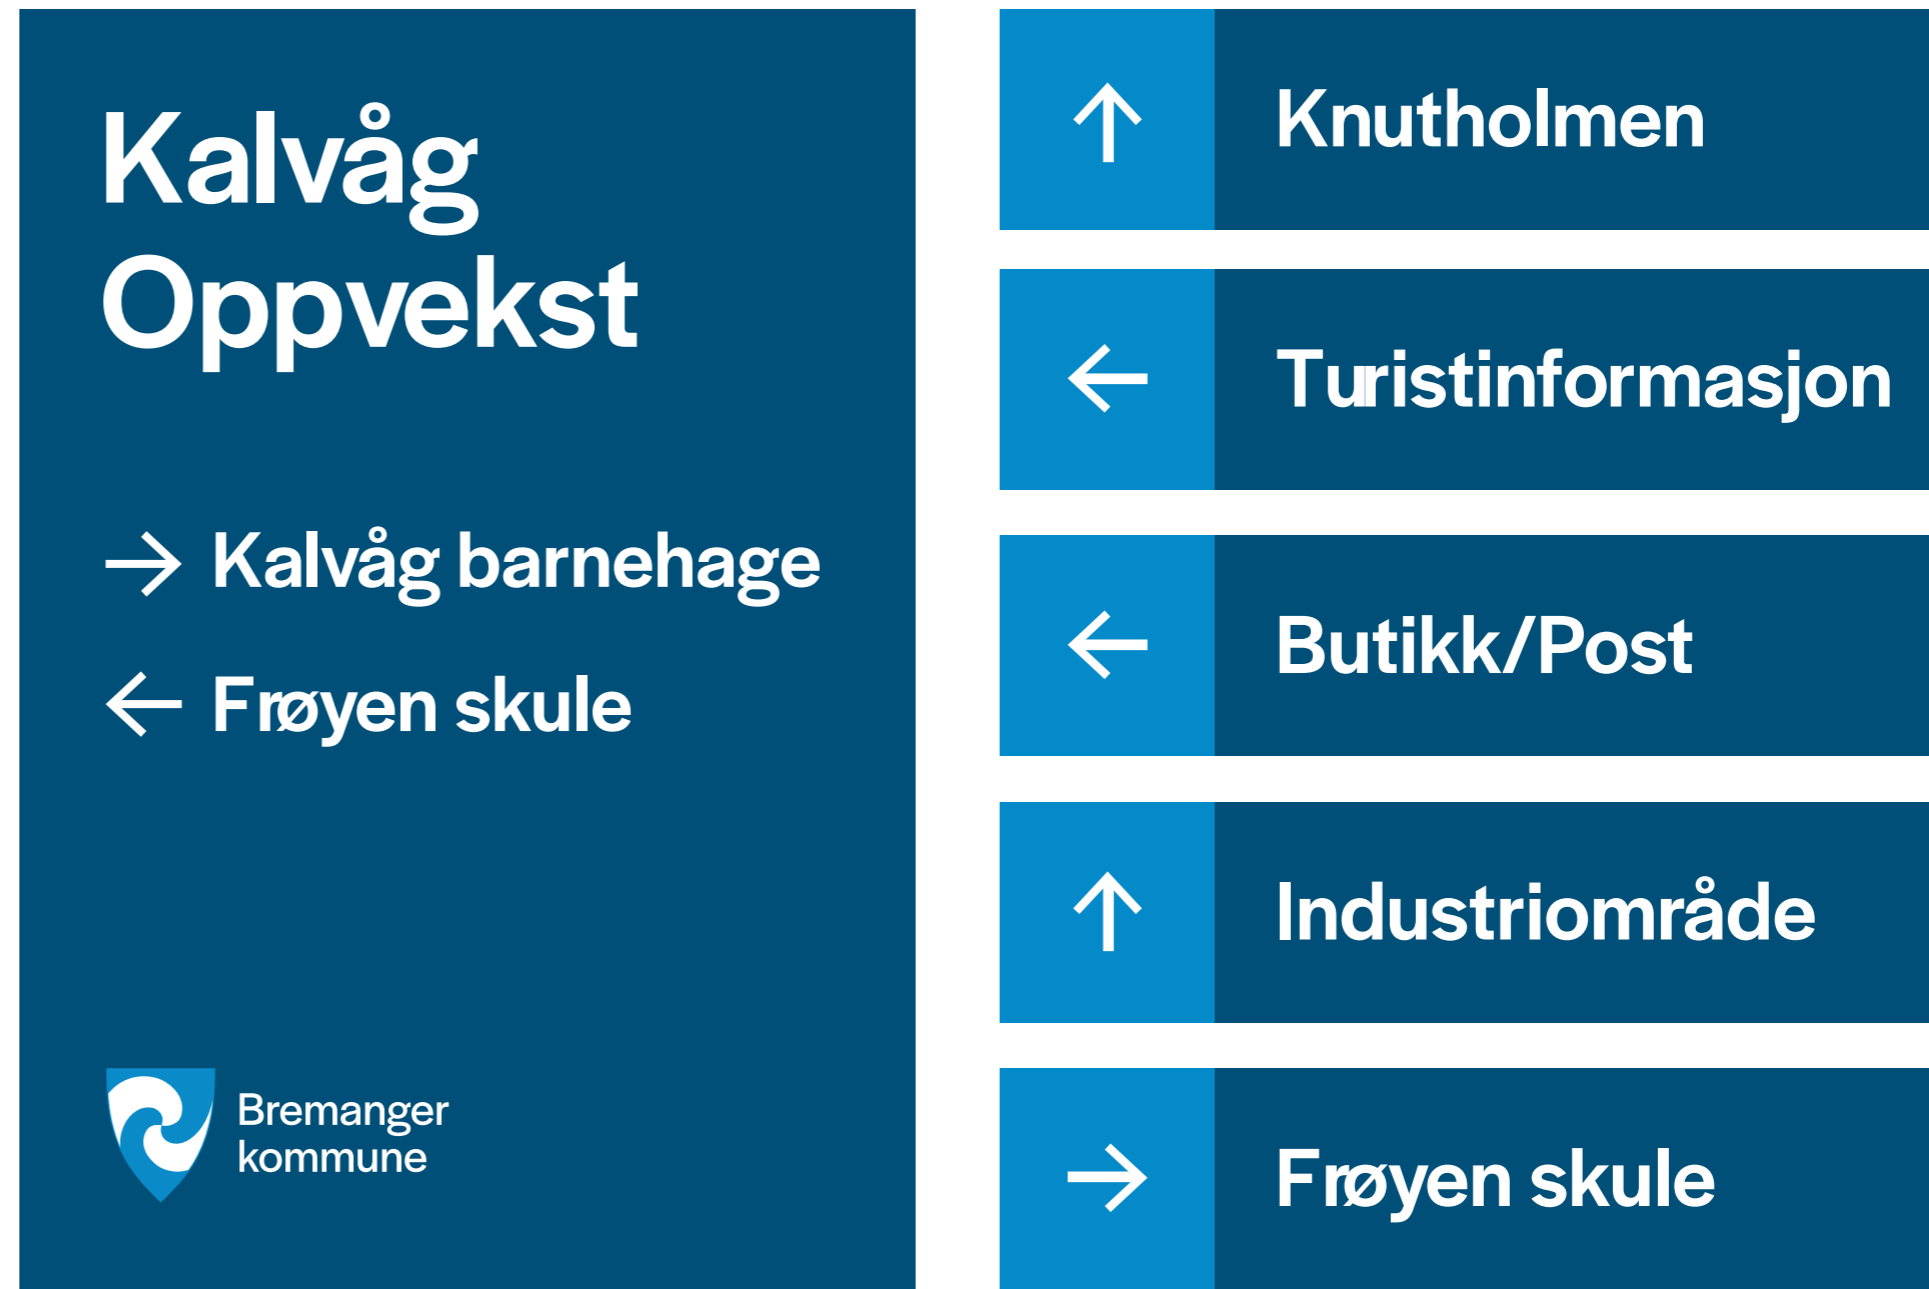 Kalvåg
Oppvekst
→ Kalvåg barnehage
← Frøyen skule
Bremanger
kommune
↑ Knutholmen
← Turistinformasjon
← Butikk/Post
↑ Industriområde
→ Frøyen skule